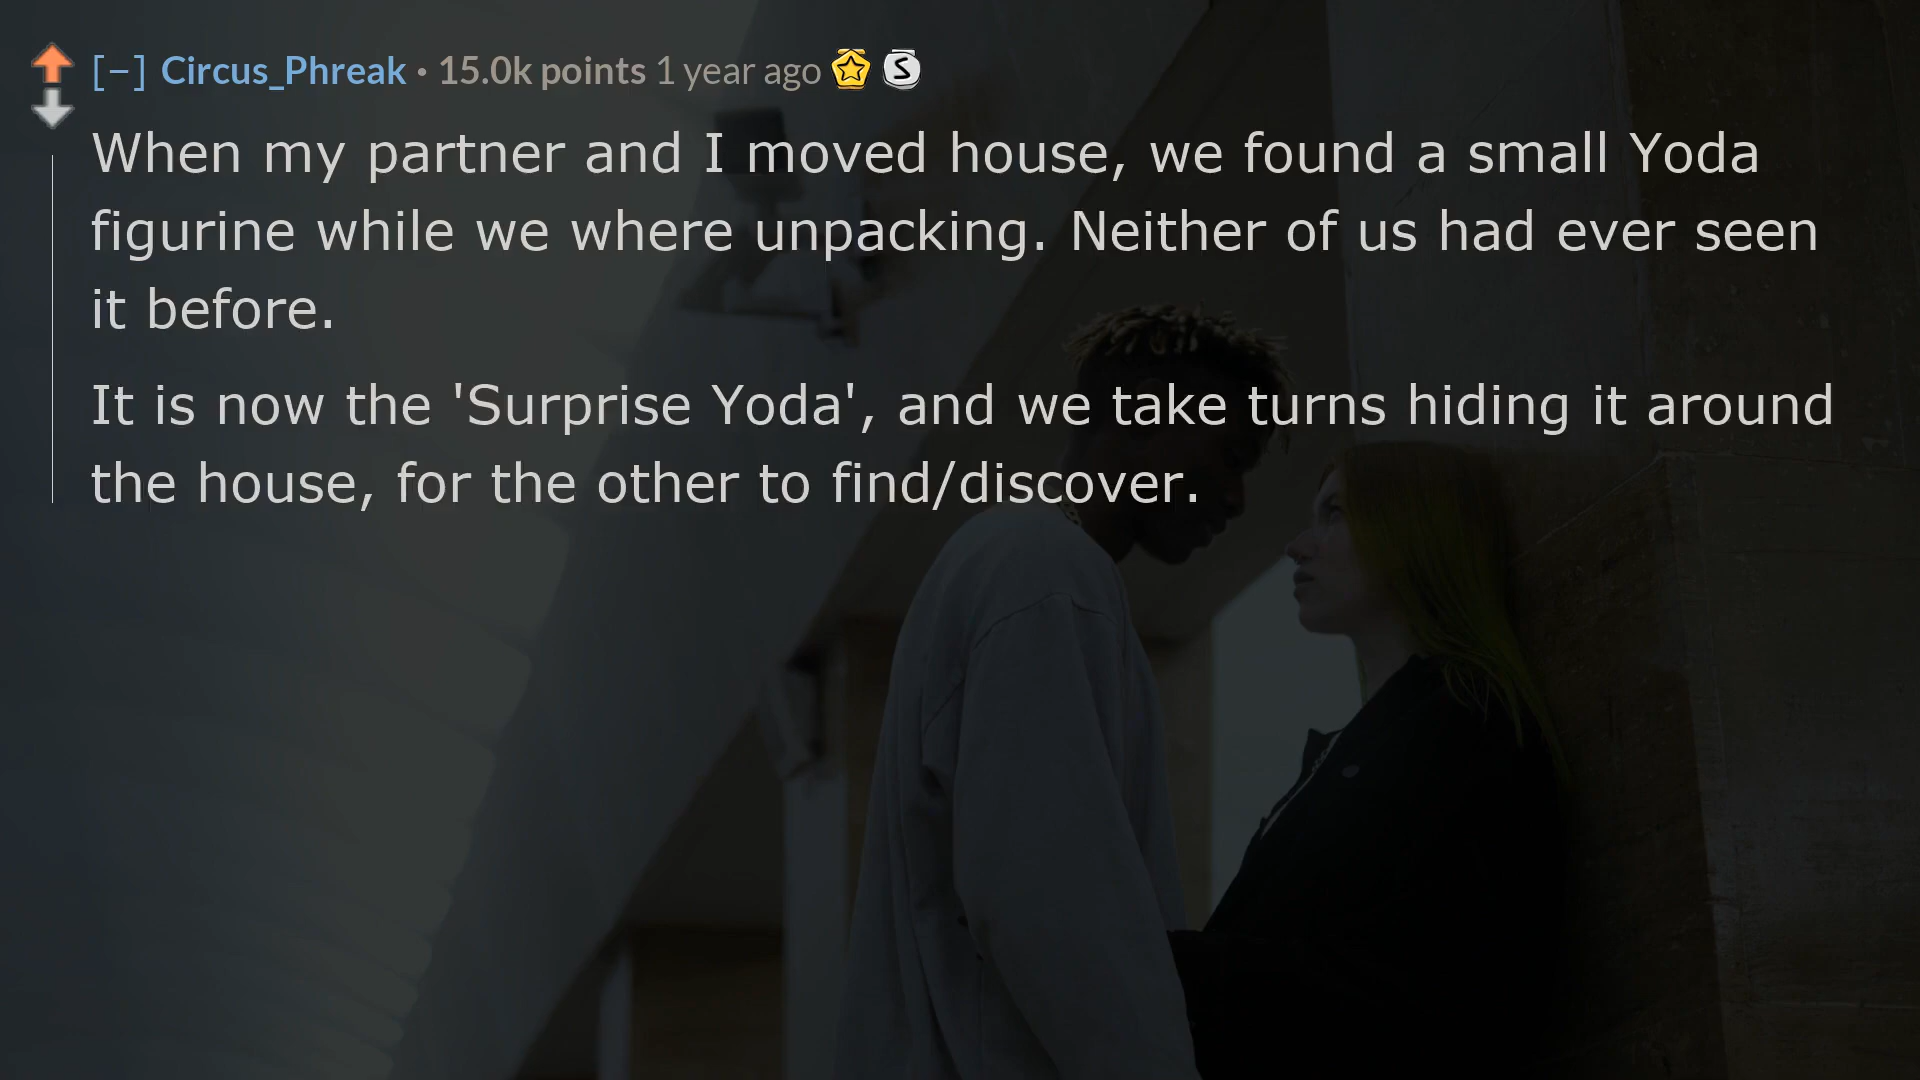 [–] Circus_Phreak · 15.0k points 1 year ago S
When my partner and I moved house, we found a small Yoda
figurine while we where unpacking. Neither of us had ever seen
it before.
It is now the 'Surprise Yoda', and we take turns hiding it around
the house, for the other to find/discover.